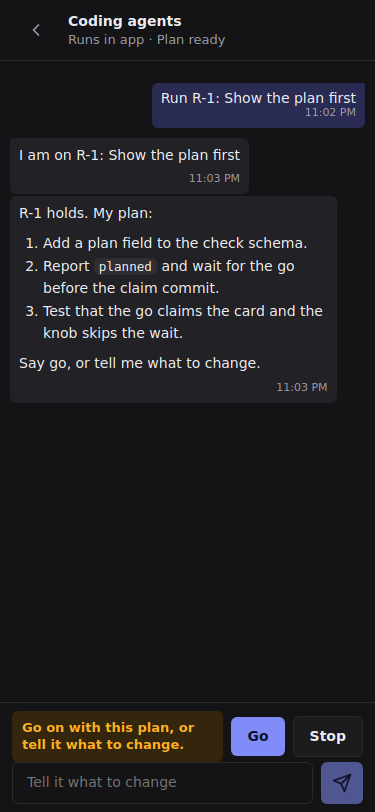 Coding agents
Runs in app · Plan ready
Run R-1: Show the plan first
11:02 PM
I am on R-1: Show the plan first
11:03 PM
R-1 holds. My plan:
1. Add a plan field to the check schema.
2. Report planned and wait for the go
before the claim commit.
3. Test that the go claims the card and the
knob skips the wait.
Say go, or tell me what to change.
11:03 PM
Go on with this plan, or
tell it what to change.
Go
Stop
Tell it what to change